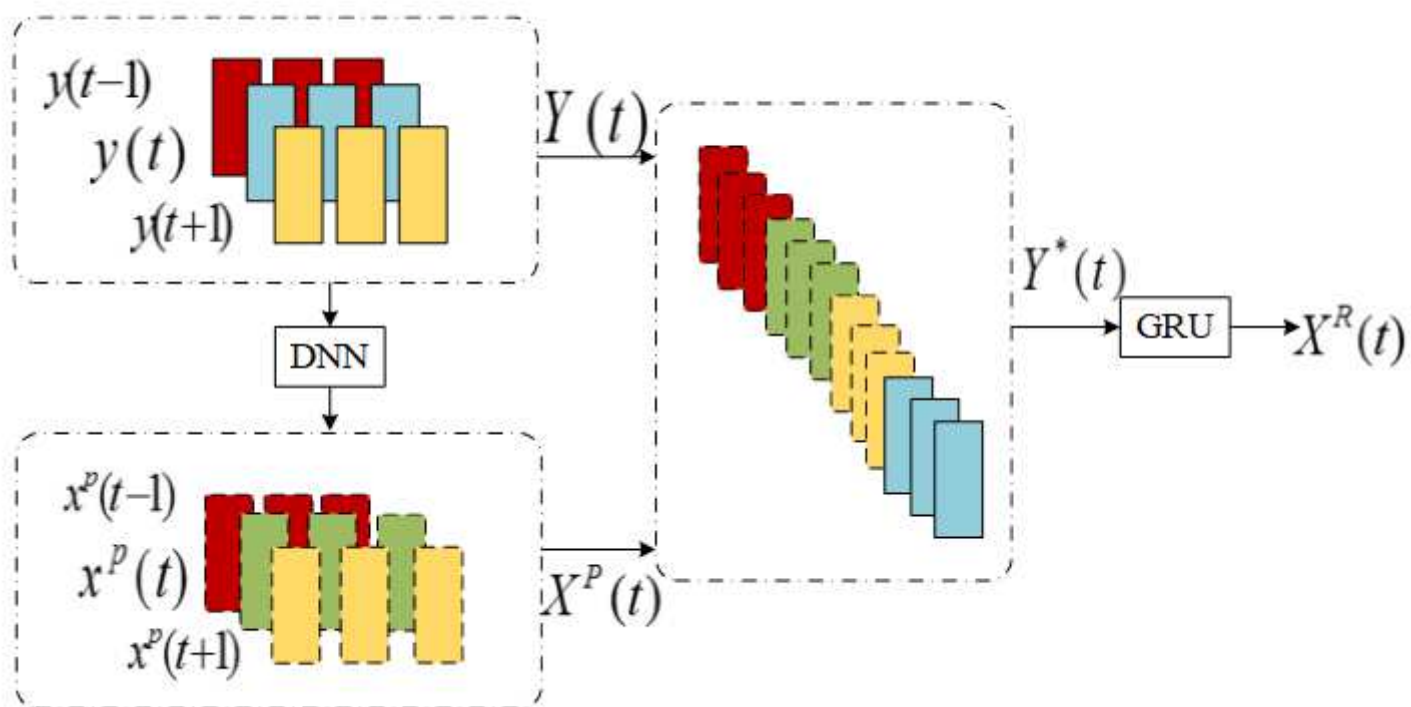 y(t−1)
y(t)
y(t+1)
Y(t)
DNN
x^p(t−1)
x^p(t)
x^p(t+1)
X^P(t)
Y^*(t)
GRU
X^R(t)